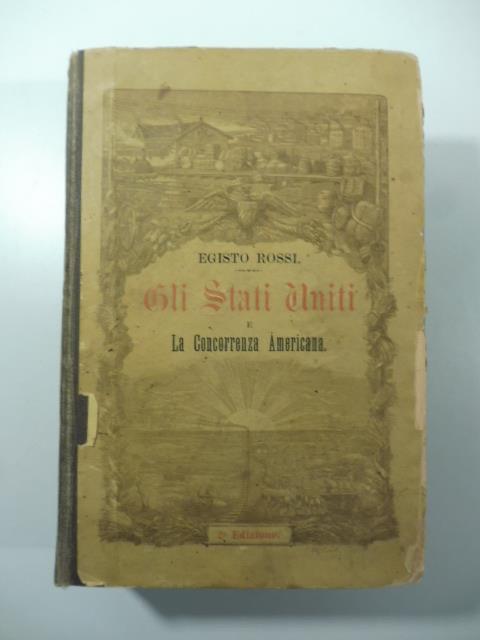 EGISTO ROSSI.
Gli Stati Uniti
E
La Concorrenza Americana.
2ª Edizione.